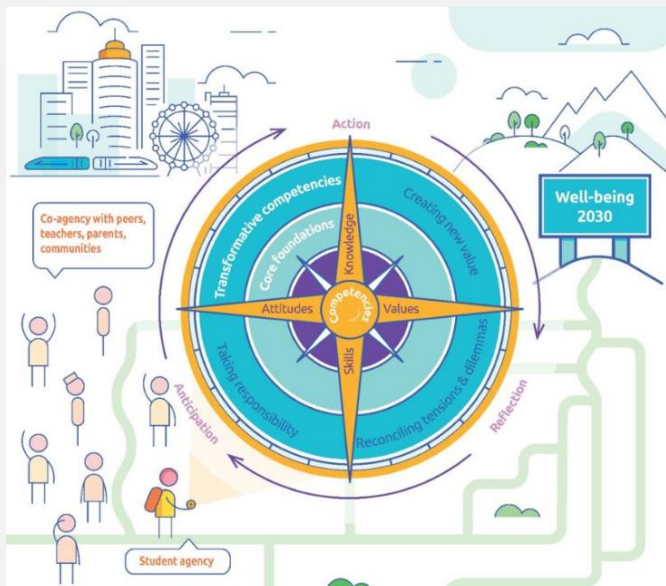 Action
Transformative competencies
Core foundations
Creating new value
Knowledge
Well-being
2030
Co-agency with peers,
teachers, parents,
communities
Attitudes
Competencies
Values
Skills
Taking responsibility
Reconciling tensions & dilemmas
Anticipation
Reflection
Student agency